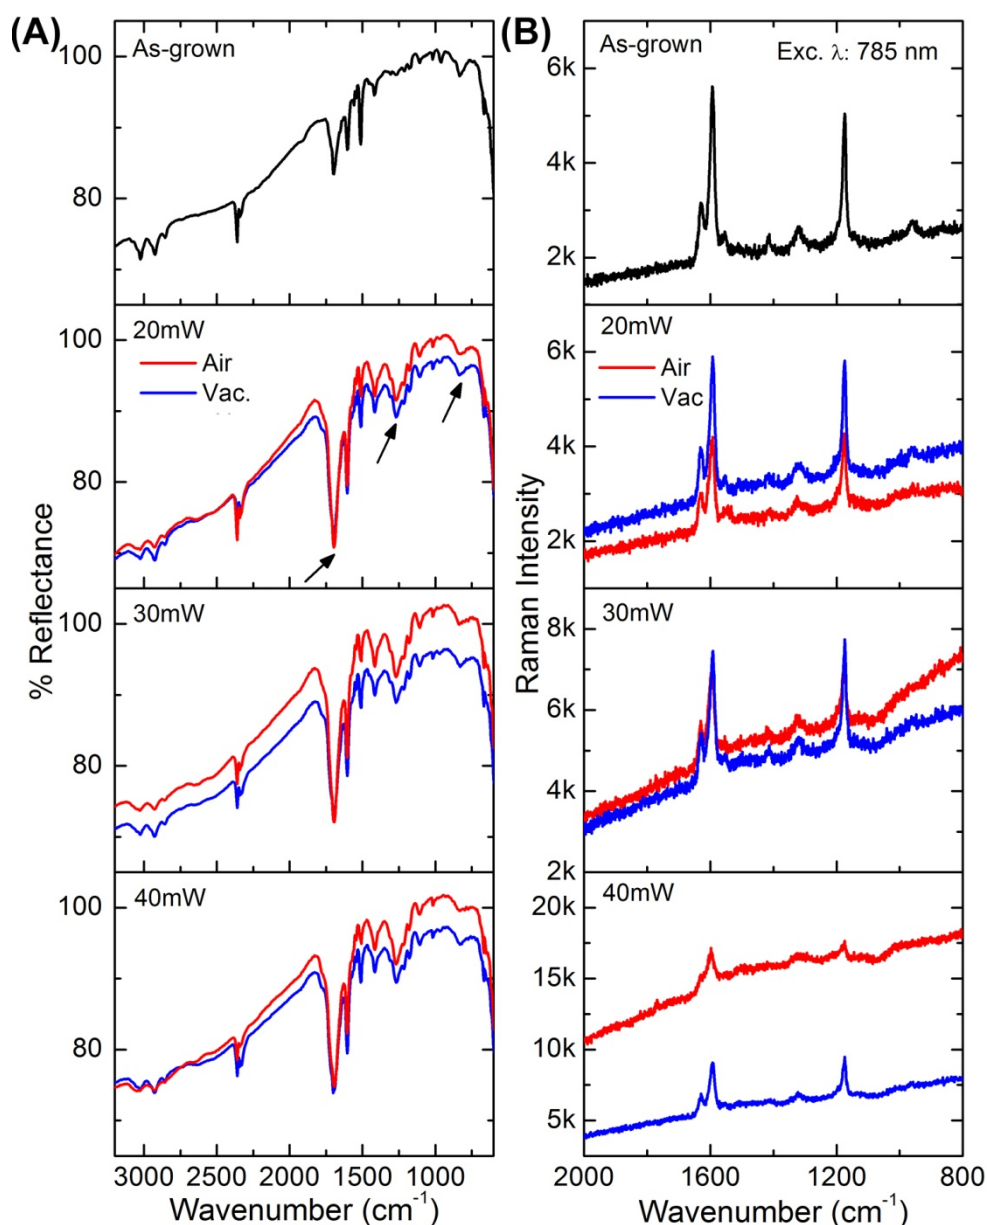 (A)
As-grown
100
90
80
20mW
Air
Vac.
100
80
30mW
100
80
40mW
100
80
% Reflectance
3000 2500 2000 1500 1000
Wavenumber (cm-1)
(B)
As-grown
Exc. λ: 785 nm
6k
4k
2k
20mW
Air
Vac
6k
4k
2k
30mW
8k
6k
4k
2k
40mW
20k
15k
10k
5k
Raman Intensity
2000 1600 1200 800
Wavenumber (cm-1)